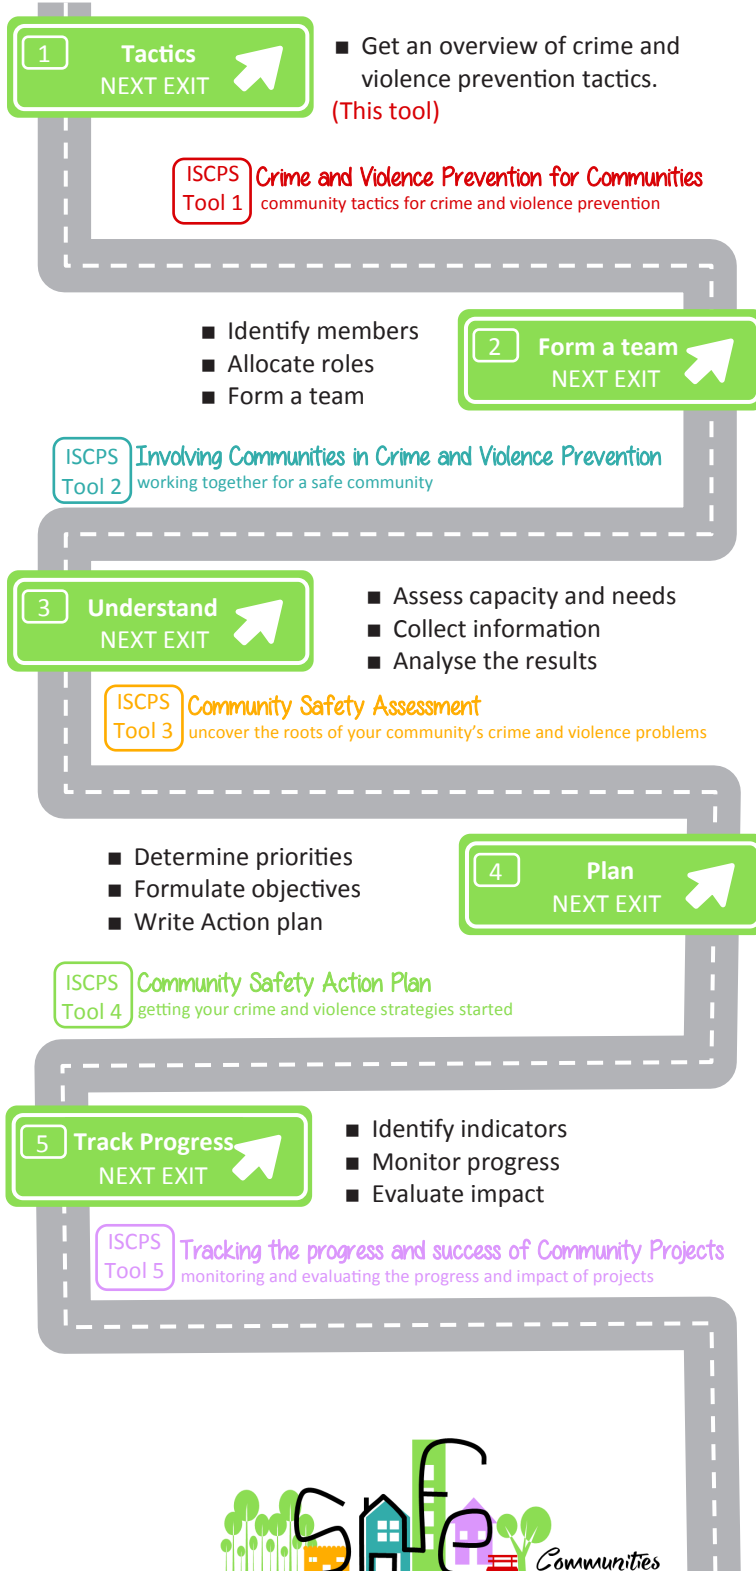 1 Tactics
NEXT EXIT
■ Get an overview of crime and
violence prevention tactics.
(This tool)
ISCPS
Tool 1
Crime and Violence Prevention for Communities
community tactics for crime and violence prevention
■ Identify members
■ Allocate roles
■ Form a team
2 Form a team
NEXT EXIT
ISCPS
Tool 2
Involving Communities in Crime and Violence Prevention
working together for a safe community
3 Understand
NEXT EXIT
■ Assess capacity and needs
■ Collect information
■ Analyse the results
ISCPS
Tool 3
Community Safety Assessment
uncover the roots of your community's crime and violence problems
■ Determine priorities
■ Formulate objectives
■ Write Action plan
4 Plan
NEXT EXIT
ISCPS
Tool 4
Community Safety Action Plan
getting your crime and violence strategies started
5 Track Progress
NEXT EXIT
■ Identify indicators
■ Monitor progress
■ Evaluate impact
ISCPS
Tool 5
Tracking the progress and success of Community Projects
monitoring and evaluating the progress and impact of projects
Safe
Communities